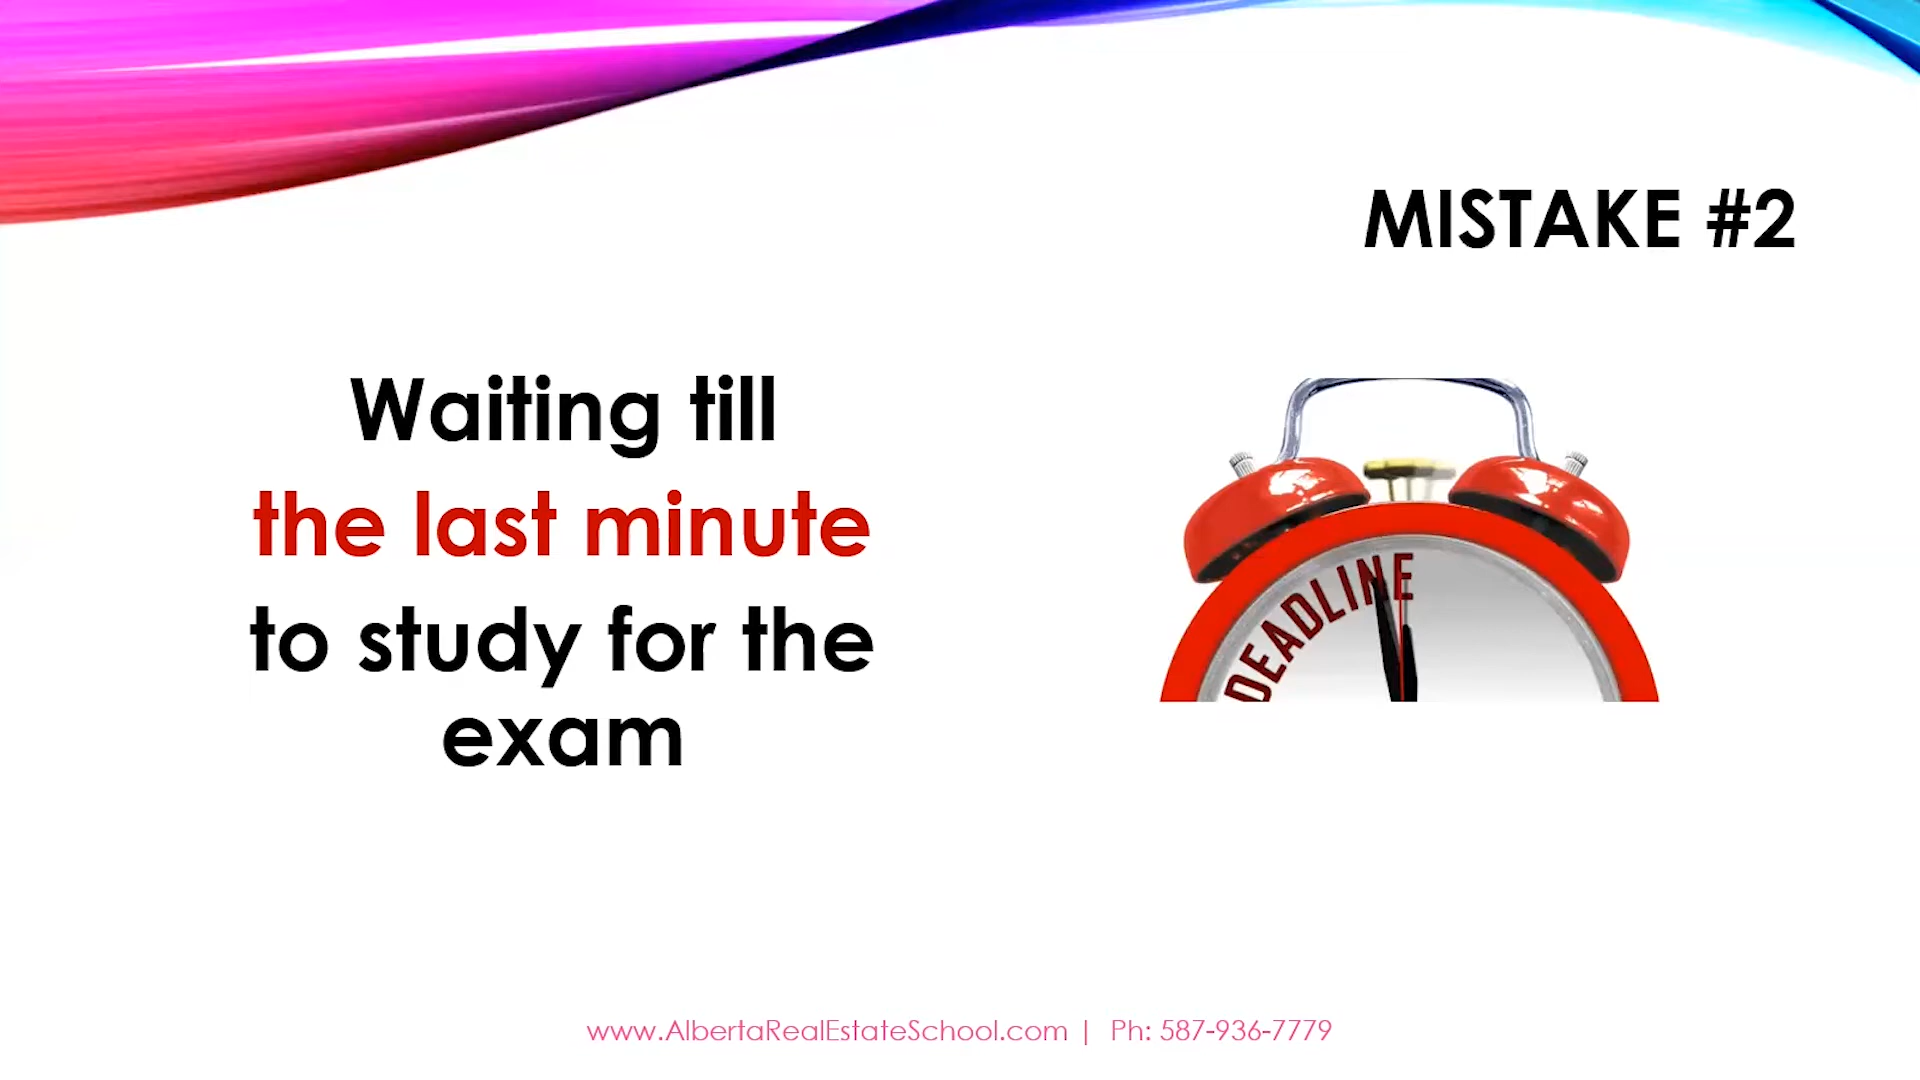 MISTAKE #2
Waiting till
the last minute
to study for the
exam
DEADLINE
www.AlbertaRealEstateSchool.com | Ph: 587-936-7779